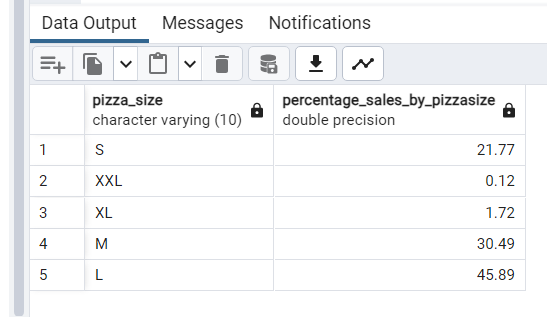 Data Output Messages Notifications
pizza_size percentage_sales_by_pizzasize
character varying (10) double precision
1 S 21.77
2 XXL 0.12
3 XL 1.72
4 M 30.49
5 L 45.89